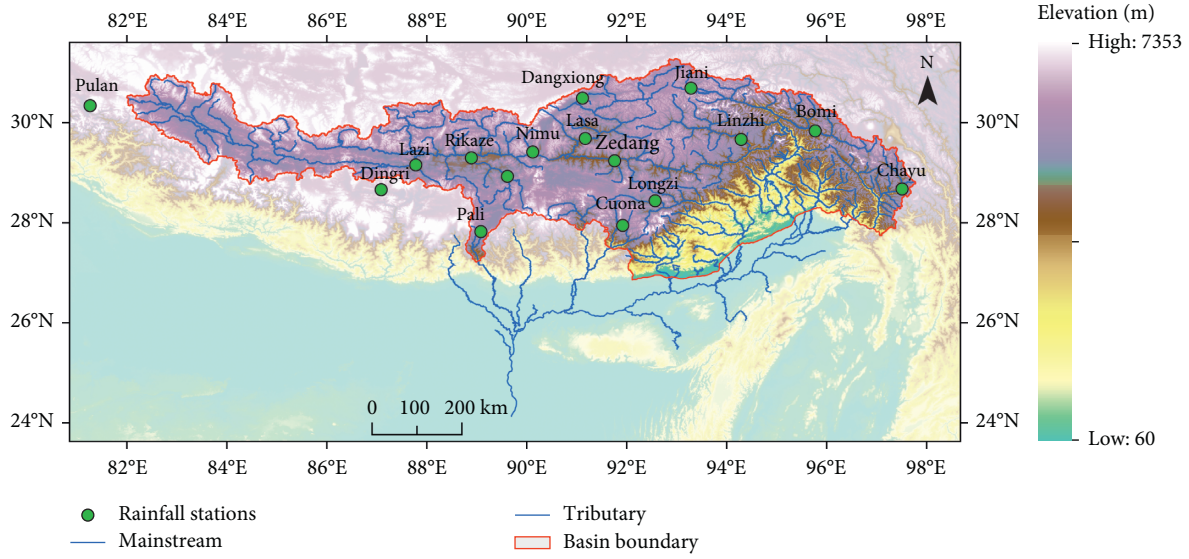 82°E 84°E 86°E 88°E 90°E 92°E 94°E 96°E 98°E
Elevation (m)
High: 7353
N
Pulan
Dangxiong
Jiani
30°N
Lasa
Linzhi
Bomi
30°N
Nimu
Rikaze
Zedang
Lazi
Dingri
Chayu
Longzi
Cuona
28°N
Pali
28°N
26°N
26°N
0 100 200 km
24°N
24°N
Low: 60
82°E 84°E 86°E 88°E 90°E 92°E 94°E 96°E 98°E
Rainfall stations
Tributary
Mainstream
Basin boundary